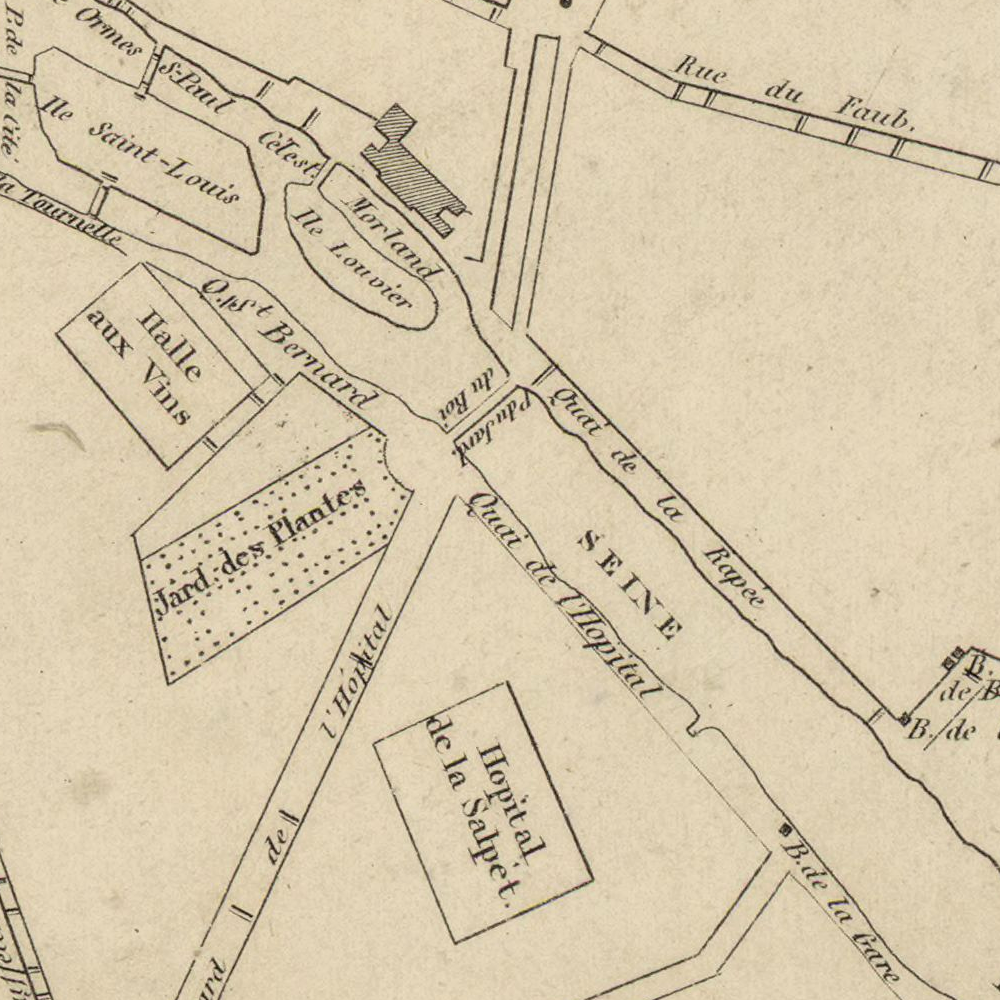 Ormes
P. de la Cité
St Paul
Célest.
Ile Saint-Louis
la Tournelle
Morland
Ile Louvier
Rue du Faub.
Halle
aux Vins
Q. St Bernard
P. du Jard.
du Roi
Quai de la Rapée
Jard. des Plantes
SEINE
Quai de l'Hopital
de l'Hopital
Hopital
de la Salpêt.
B.
de B
B. de
B. de la Gare